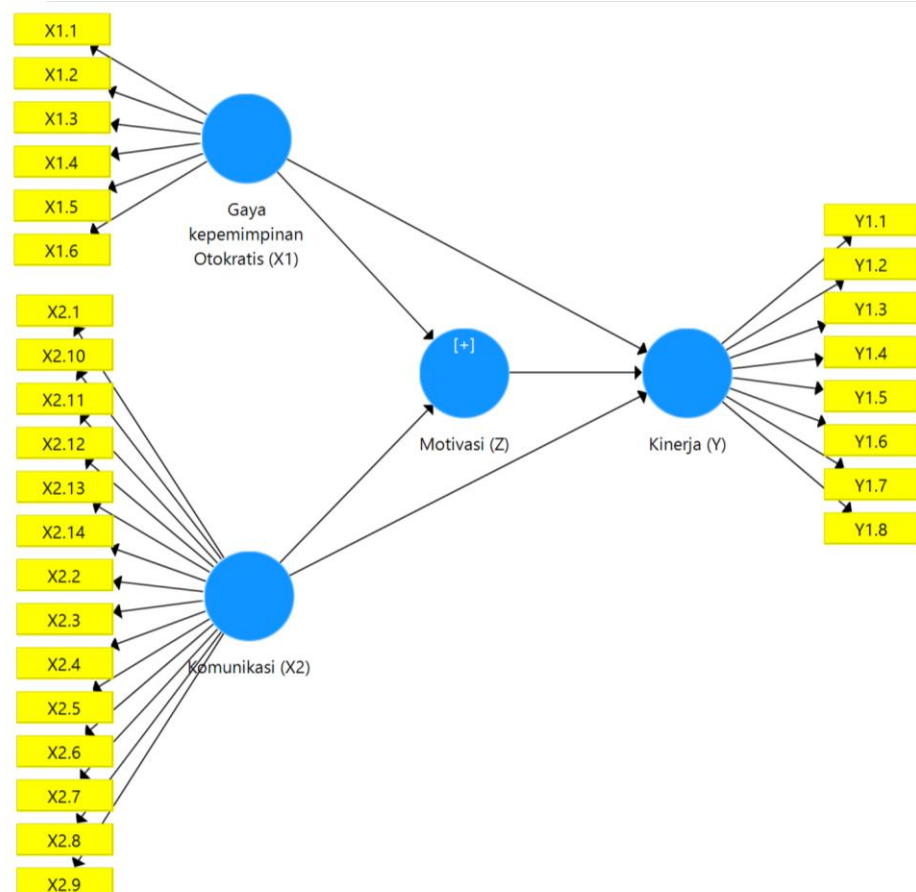 X1.1
X1.2
X1.3
X1.4
X1.5
X1.6
Gaya
kepemimpinan
Otokratis (X1)
X2.1
X2.10
X2.11
X2.12
X2.13
X2.14
X2.2
X2.3
X2.4
X2.5
X2.6
X2.7
X2.8
X2.9
Komunikasi (X2)
[+]
Motivasi (Z)
Kinerja (Y)
Y1.1
Y1.2
Y1.3
Y1.4
Y1.5
Y1.6
Y1.7
Y1.8